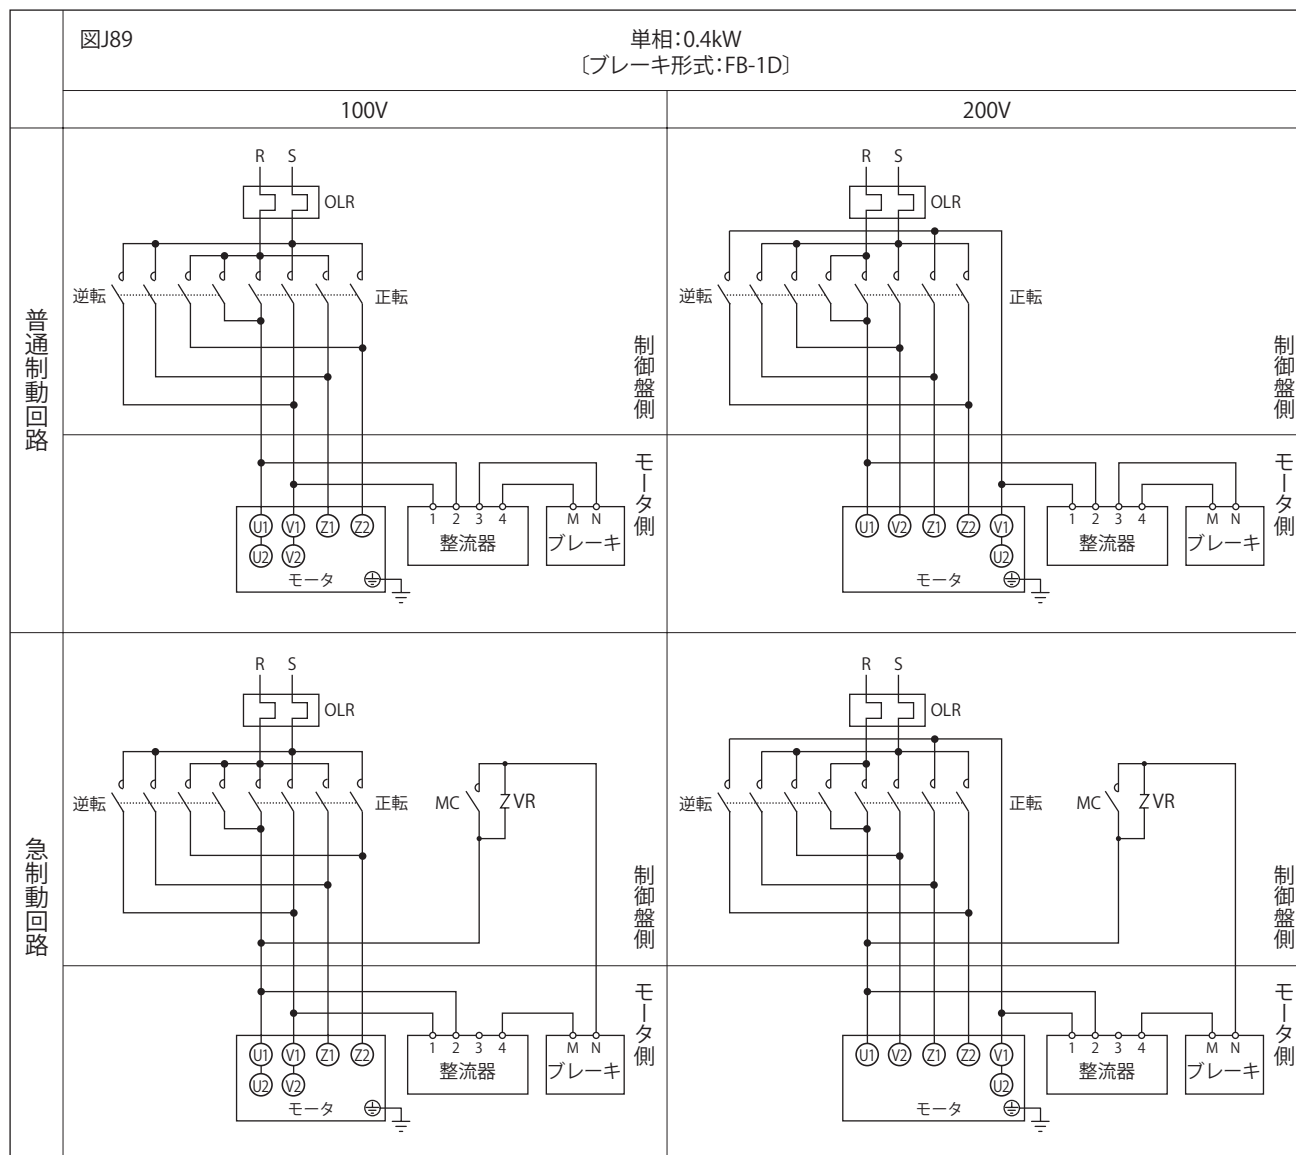 図J89
単相：0.4kW
〔ブレーキ形式：FB-1D〕
100V
200V
普通制動回路
R S
OLR
逆転
正転
制御盤側
モータ側
U1 V1 Z1 Z2
U2 V2
モータ
1 2 3 4
整流器
M N
ブレーキ
R S
OLR
逆転
正転
制御盤側
モータ側
U1 V2 Z1 Z2 V1
U2
モータ
1 2 3 4
整流器
M N
ブレーキ
急制動回路
R S
OLR
逆転
正転
MC
VR
制御盤側
モータ側
U1 V1 Z1 Z2
U2 V2
モータ
1 2 3 4
整流器
M N
ブレーキ
R S
OLR
逆転
正転
MC
VR
制御盤側
モータ側
U1 V2 Z1 Z2 V1
U2
モータ
1 2 3 4
整流器
M N
ブレーキ